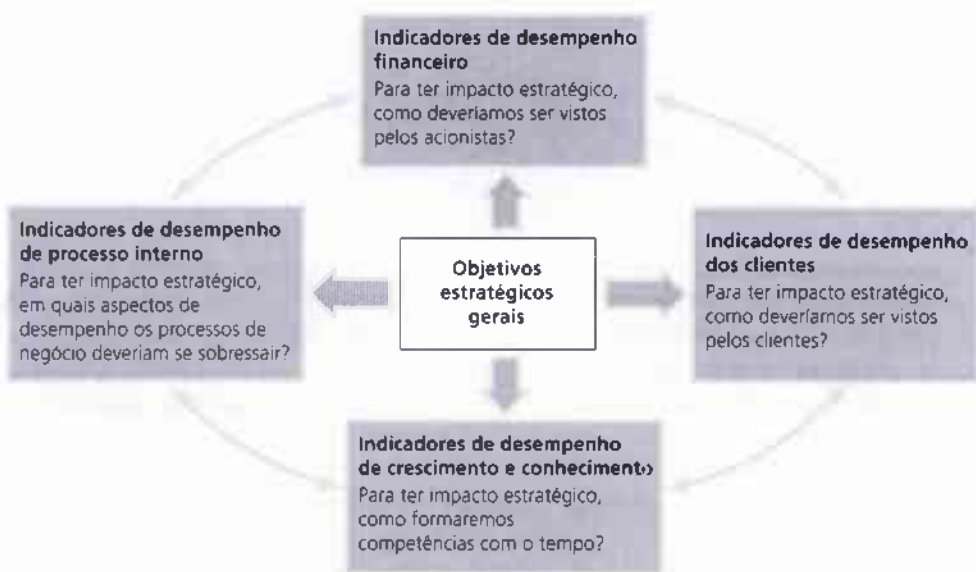 Indicadores de desempenho
financeiro
Para ter impacto estratégico,
como deveríamos ser vistos
pelos acionistas?
Indicadores de desempenho
de processo interno
Para ter impacto estratégico,
em quais aspectos de
desempenho os processos de
negócio deveriam se sobressair?
Objetivos
estratégicos
gerais
Indicadores de desempenho
dos clientes
Para ter impacto estratégico,
como deveríamos ser vistos
pelos clientes?
Indicadores de desempenho
de crescimento e conhecimento
Para ter impacto estratégico,
como formaremos
competências com o tempo?